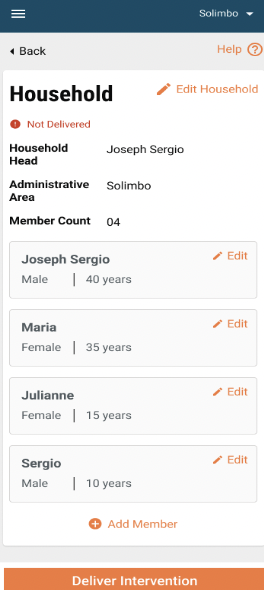 Solimbo
Back Help
Household Edit Household
Not Delivered
Household Head Joseph Sergio
Administrative Area Solimbo
Member Count 04
Joseph Sergio Edit
Male | 40 years
Maria Edit
Female | 35 years
Julianne Edit
Female | 15 years
Sergio Edit
Male | 10 years
Add Member
Deliver Intervention